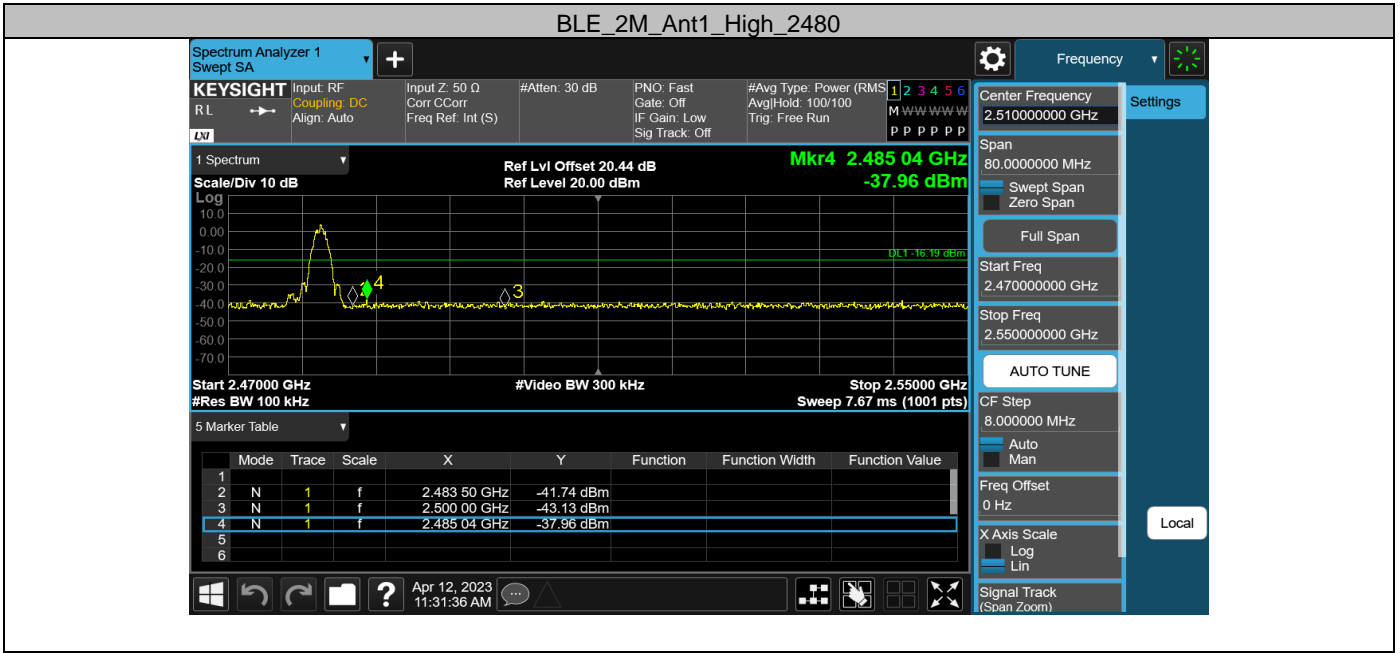 BLE_2M_Ant1_High_2480
Spectrum Analyzer 1
Swept SA
Frequency
KEYSIGHT
RL
LXI
Input: RF
Coupling: DC
Align: Auto
Input Z: 50 Ω
Corr CCorr
Freq Ref: Int (S)
#Atten: 30 dB
PNO: Fast
Gate: Off
IF Gain: Low
Sig Track: Off
#Avg Type: Power (RMS
Avg|Hold: 100/100
Trig: Free Run
1 2 3 4 5 6
M W W W W W
P P P P P P
1 Spectrum
Scale/Div 10 dB
Ref Lvl Offset 20.44 dB
Ref Level 20.00 dBm
Mkr4 2.485 04 GHz
-37.96 dBm
Log
10.0
0.00
-10.0
-20.0
-30.0
-40.0
-50.0
-60.0
-70.0
DL1 -16.19 dBm
4
3
Start 2.47000 GHz
#Video BW 300 kHz
Stop 2.55000 GHz
#Res BW 100 kHz
Sweep 7.67 ms (1001 pts)
5 Marker Table
Mode Trace Scale X Y Function Function Width Function Value
1
2 N 1 f 2.483 50 GHz -41.74 dBm
3 N 1 f 2.500 00 GHz -43.13 dBm
4 N 1 f 2.485 04 GHz -37.96 dBm
5
6
?
Apr 12, 2023
11:31:36 AM
Center Frequency
2.510000000 GHz
Settings
Span
80.0000000 MHz
Swept Span
Zero Span
Full Span
Start Freq
2.470000000 GHz
Stop Freq
2.550000000 GHz
AUTO TUNE
CF Step
8.000000 MHz
Auto
Man
Freq Offset
0 Hz
X Axis Scale
Log
Lin
Local
Signal Track
(Span Zoom)